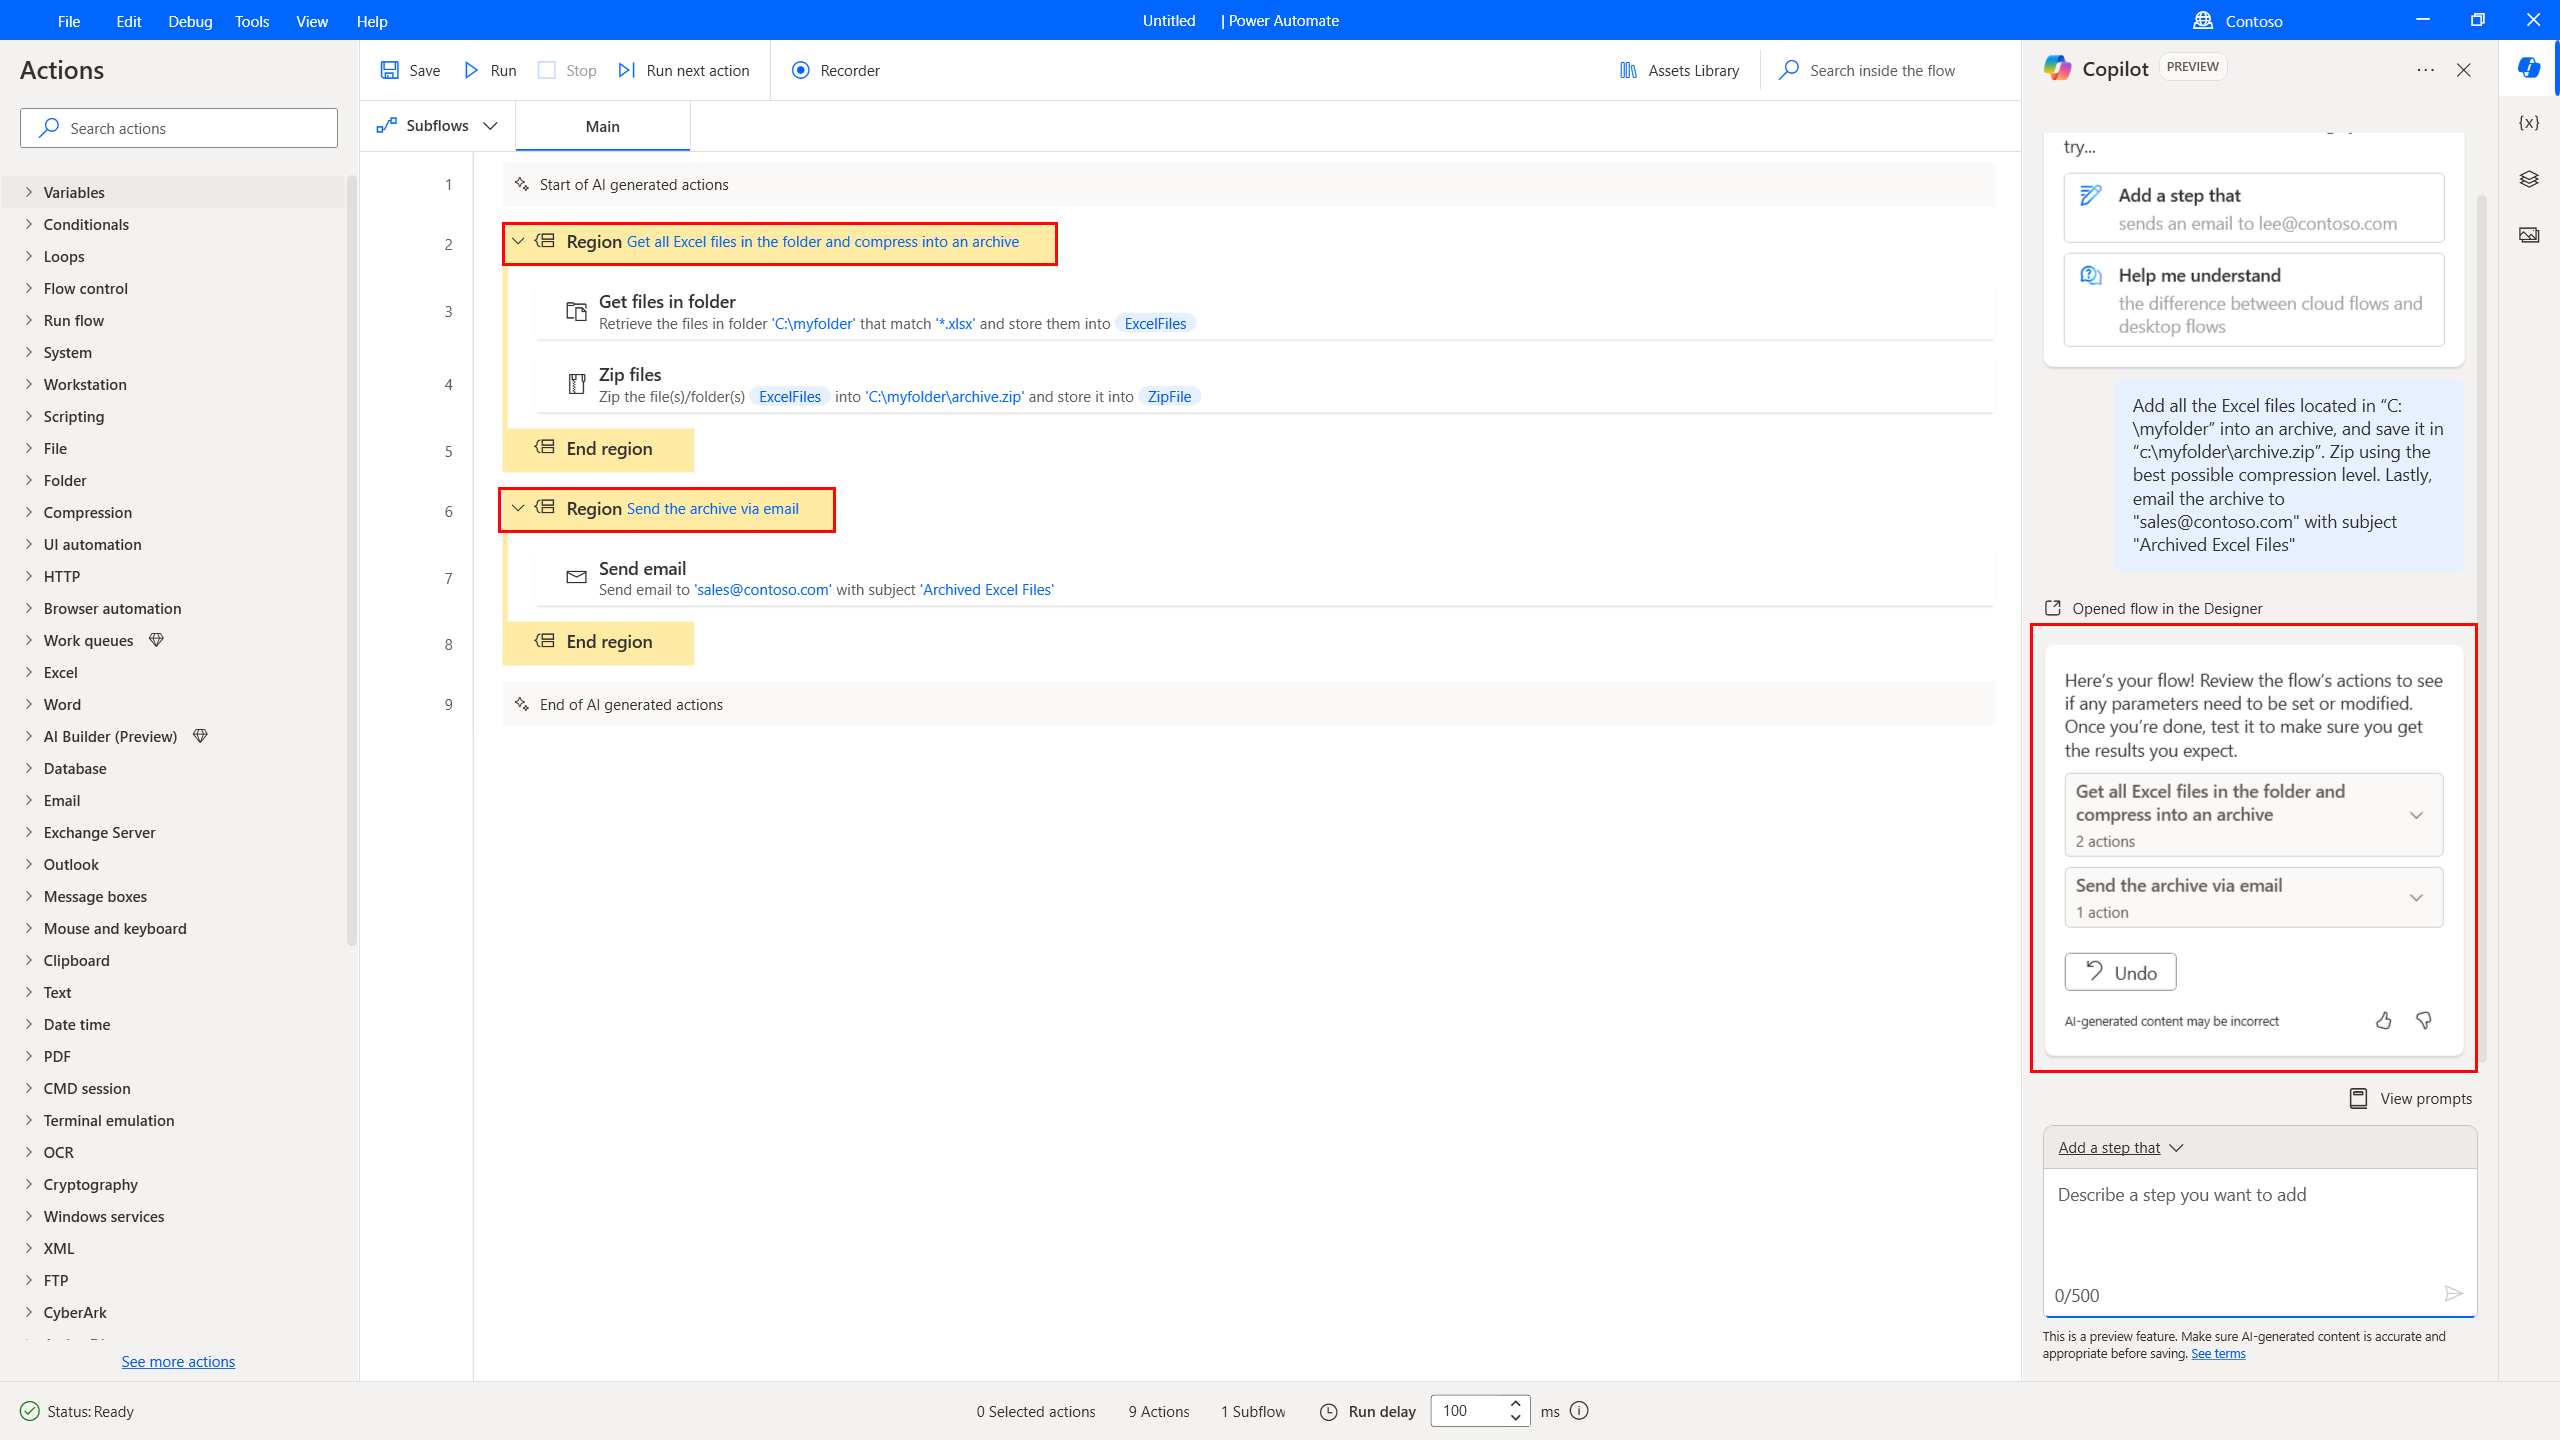 File Edit Debug Tools View Help
Untitled | Power Automate
Contoso
Actions
Search actions
Variables
Conditionals
Loops
Flow control
Run flow
System
Workstation
Scripting
File
Folder
Compression
UI automation
HTTP
Browser automation
Work queues
Excel
Word
AI Builder (Preview)
Database
Email
Exchange Server
Outlook
Message boxes
Mouse and keyboard
Clipboard
Text
Date time
PDF
CMD session
Terminal emulation
OCR
Cryptography
Windows services
XML
FTP
CyberArk
See more actions
Save Run Stop Run next action Recorder
Assets Library Search inside the flow
Subflows Main
1 Start of AI generated actions
2 Region Get all Excel files in the folder and compress into an archive
3 Get files in folder
Retrieve the files in folder 'C:\myfolder' that match '*.xlsx' and store them into ExcelFiles
4 Zip files
Zip the file(s)/folder(s) ExcelFiles into 'C:\myfolder\archive.zip' and store it into ZipFile
5 End region
6 Region Send the archive via email
7 Send email
Send email to 'sales@contoso.com' with subject 'Archived Excel Files'
8 End region
9 End of AI generated actions
Copilot PREVIEW
{x}
try...
Add a step that
sends an email to lee@contoso.com
Help me understand
the difference between cloud flows and
desktop flows
Add all the Excel files located in “C:
\myfolder” into an archive, and save it in
“c:\myfolder\archive.zip”. Zip using the
best possible compression level. Lastly,
email the archive to
"sales@contoso.com" with subject
"Archived Excel Files"
Opened flow in the Designer
Here’s your flow! Review the flow’s actions to see
if any parameters need to be set or modified.
Once you’re done, test it to make sure you get
the results you expect.
Get all Excel files in the folder and
compress into an archive
2 actions
Send the archive via email
1 action
Undo
AI-generated content may be incorrect
View prompts
Add a step that
Describe a step you want to add
0/500
This is a preview feature. Make sure AI-generated content is accurate and
appropriate before saving. See terms
Status: Ready
0 Selected actions 9 Actions 1 Subflow Run delay 100 ms